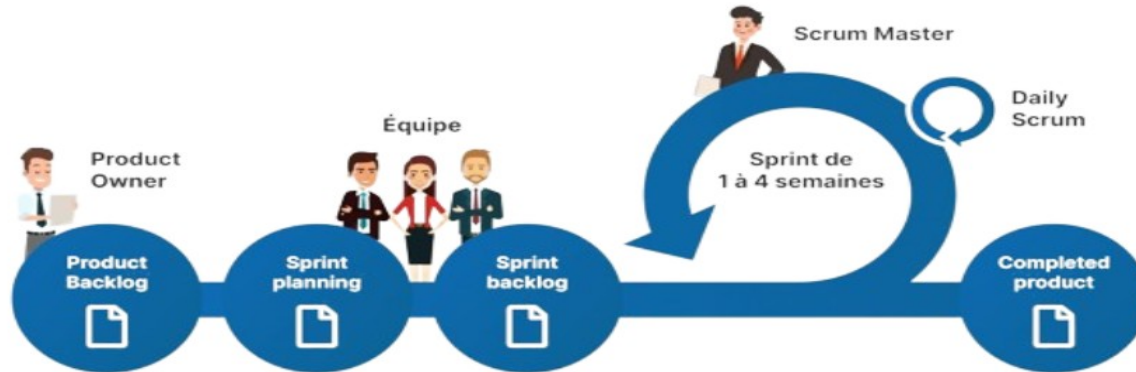 Scrum Master
Daily
Scrum
Équipe
Product
Owner
Sprint de
1 à 4 semaines
Product
Backlog
Sprint
planning
Sprint
backlog
Completed
product